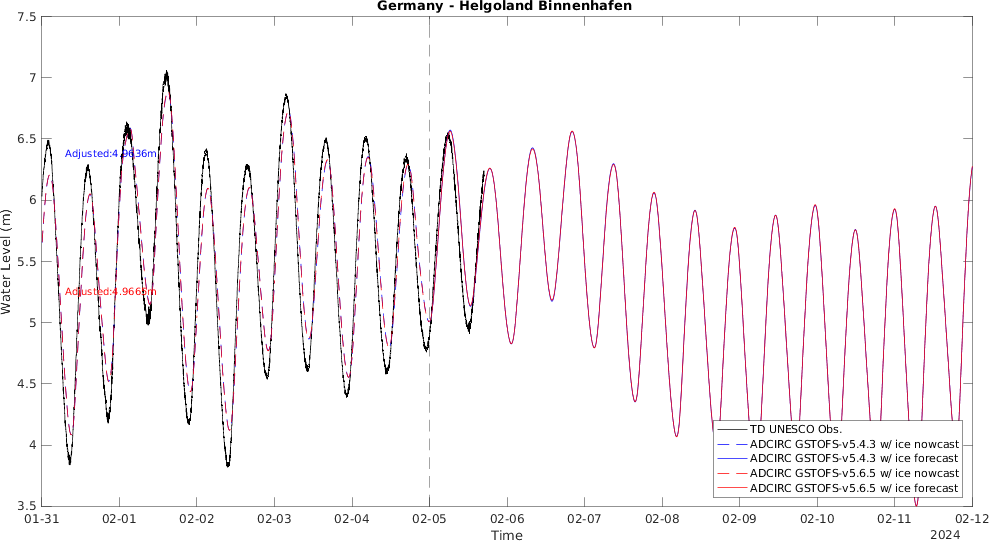 Germany - Helgoland Binnenhafen
7.5
7
6.5
6
5.5
5
4.5
4
3.5
Water Level (m)
Adjusted:4.9636m
Adjusted:4.9663m
TD UNESCO Obs.
ADCIRC GSTOFS-v5.4.3 w/ ice nowcast
ADCIRC GSTOFS-v5.4.3 w/ ice forecast
ADCIRC GSTOFS-v5.6.5 w/ ice nowcast
ADCIRC GSTOFS-v5.6.5 w/ ice forecast
01-31 02-01 02-02 02-03 02-04 02-05 02-06 02-07 02-08 02-09 02-10 02-11 02-12
Time
2024